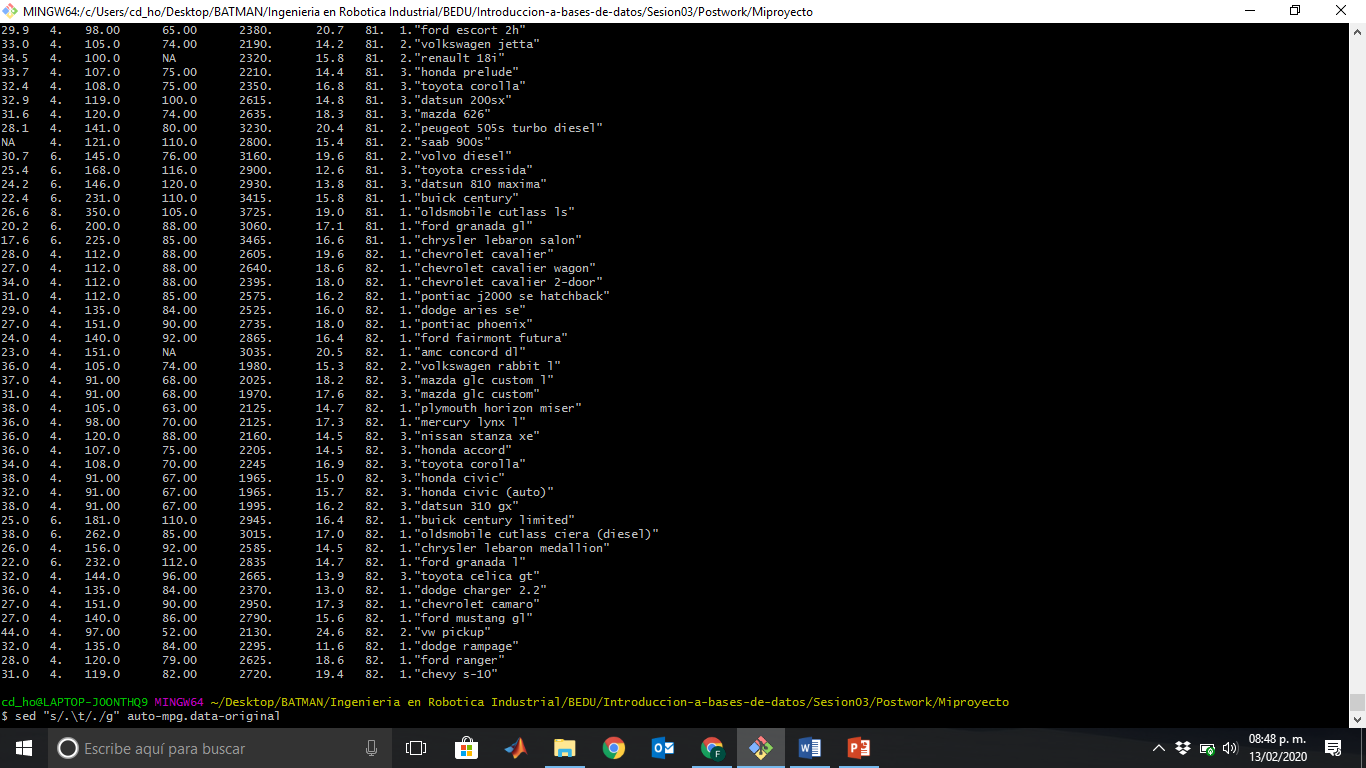 MINGW64:/c/Users/cd_ho/Desktop/BATMAN/Ingenieria en Robotica Industrial/BEDU/Introduccion-a-bases-de-datos/Sesion03/Postwork/Miproyecto
29.9 4. 98.00 65.00 2380. 20.7 81. 1."ford escort 2h"
33.0 4. 105.0 74.00 2190. 14.2 81. 2."volkswagen jetta"
34.5 4. 100.0 NA 2320. 15.8 81. 2."renault 18i"
33.7 4. 107.0 75.00 2210. 14.4 81. 3."honda prelude"
32.4 4. 108.0 75.00 2350. 16.8 81. 3."toyota corolla"
32.9 4. 119.0 100.0 2615. 14.8 81. 3."datsun 200sx"
31.6 4. 120.0 74.00 2635. 18.3 81. 3."mazda 626"
28.1 4. 141.0 80.00 3230. 20.4 81. 2."peugeot 505s turbo diesel"
NA 4. 121.0 110.0 2800. 15.4 81. 2."saab 900s"
30.7 6. 145.0 76.00 3160. 19.6 81. 2."volvo diesel"
25.4 6. 168.0 116.0 2900. 12.6 81. 3."toyota cressida"
24.2 6. 146.0 120.0 2930. 13.8 81. 3."datsun 810 maxima"
22.4 6. 231.0 110.0 3415. 15.8 81. 1."buick century"
26.6 8. 350.0 105.0 3725. 19.0 81. 1."oldsmobile cutlass ls"
20.2 6. 200.0 88.00 3060. 17.1 81. 1."ford granada gl"
17.6 6. 225.0 85.00 3465. 16.6 81. 1."chrysler lebaron salon"
28.0 4. 112.0 88.00 2605. 19.6 82. 1."chevrolet cavalier"
27.0 4. 112.0 88.00 2640. 18.6 82. 1."chevrolet cavalier wagon"
34.0 4. 112.0 88.00 2395. 18.0 82. 1."chevrolet cavalier 2-door"
31.0 4. 112.0 85.00 2575. 16.2 82. 1."pontiac j2000 se hatchback"
29.0 4. 135.0 84.00 2525. 16.0 82. 1."dodge aries se"
27.0 4. 151.0 90.00 2735. 18.0 82. 1."pontiac phoenix"
24.0 4. 140.0 92.00 2865. 16.4 82. 1."ford fairmont futura"
23.0 4. 151.0 NA 3035. 20.5 82. 1."amc concord dl"
36.0 4. 105.0 74.00 1980. 15.3 82. 2."volkswagen rabbit l"
37.0 4. 91.00 68.00 2025. 18.2 82. 3."mazda glc custom l"
31.0 4. 91.00 68.00 1970. 17.6 82. 3."mazda glc custom"
38.0 4. 105.0 63.00 2125. 14.7 82. 1."plymouth horizon miser"
36.0 4. 98.00 70.00 2125. 17.3 82. 1."mercury lynx l"
36.0 4. 120.0 88.00 2160. 14.5 82. 3."nissan stanza xe"
36.0 4. 107.0 75.00 2205. 14.5 82. 3."honda accord"
34.0 4. 108.0 70.00 2245 16.9 82. 3."toyota corolla"
38.0 4. 91.00 67.00 1965. 15.0 82. 3."honda civic"
32.0 4. 91.00 67.00 1965. 15.7 82. 3."honda civic (auto)"
38.0 4. 91.00 67.00 1995. 16.2 82. 3."datsun 310 gx"
25.0 6. 181.0 110.0 2945. 16.4 82. 1."buick century limited"
38.0 6. 262.0 85.00 3015. 17.0 82. 1."oldsmobile cutlass ciera (diesel)"
26.0 4. 156.0 92.00 2585. 14.5 82. 1."chrysler lebaron medallion"
22.0 6. 232.0 112.0 2835 14.7 82. 1."ford granada l"
32.0 4. 144.0 96.00 2665. 13.9 82. 3."toyota celica gt"
36.0 4. 135.0 84.00 2370. 13.0 82. 1."dodge charger 2.2"
27.0 4. 151.0 90.00 2950. 17.3 82. 1."chevrolet camaro"
27.0 4. 140.0 86.00 2790. 15.6 82. 1."ford mustang gl"
44.0 4. 97.00 52.00 2130. 24.6 82. 2."vw pickup"
32.0 4. 135.0 84.00 2295. 11.6 82. 1."dodge rampage"
28.0 4. 120.0 79.00 2625. 18.6 82. 1."ford ranger"
31.0 4. 119.0 82.00 2720. 19.4 82. 1."chevy s-10"
cd_ho@LAPTOP-JOONTHQ9 MINGW64 ~/Desktop/BATMAN/Ingenieria en Robotica Industrial/BEDU/Introduccion-a-bases-de-datos/Sesion03/Postwork/Miproyecto
$ sed "s/.\t/./g" auto-mpg.data-original
Escribe aquí para buscar
08:48 p. m.
13/02/2020